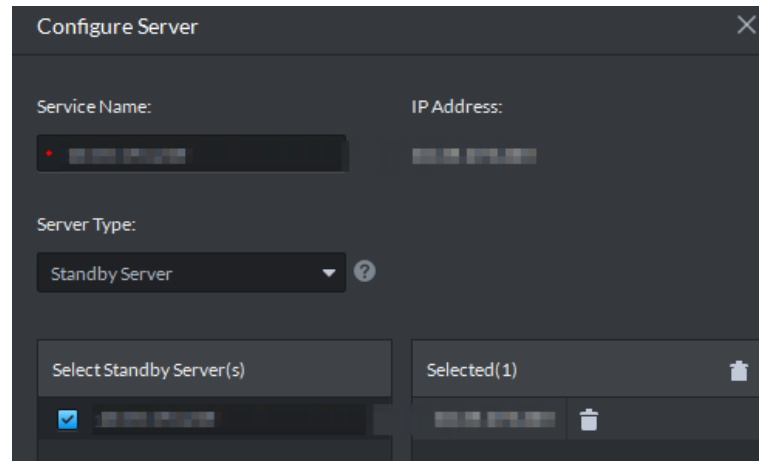 Configure Server
Service Name:
IP Address:
*
Server Type:
Standby Server
Select Standby Server(s)
Selected(1)